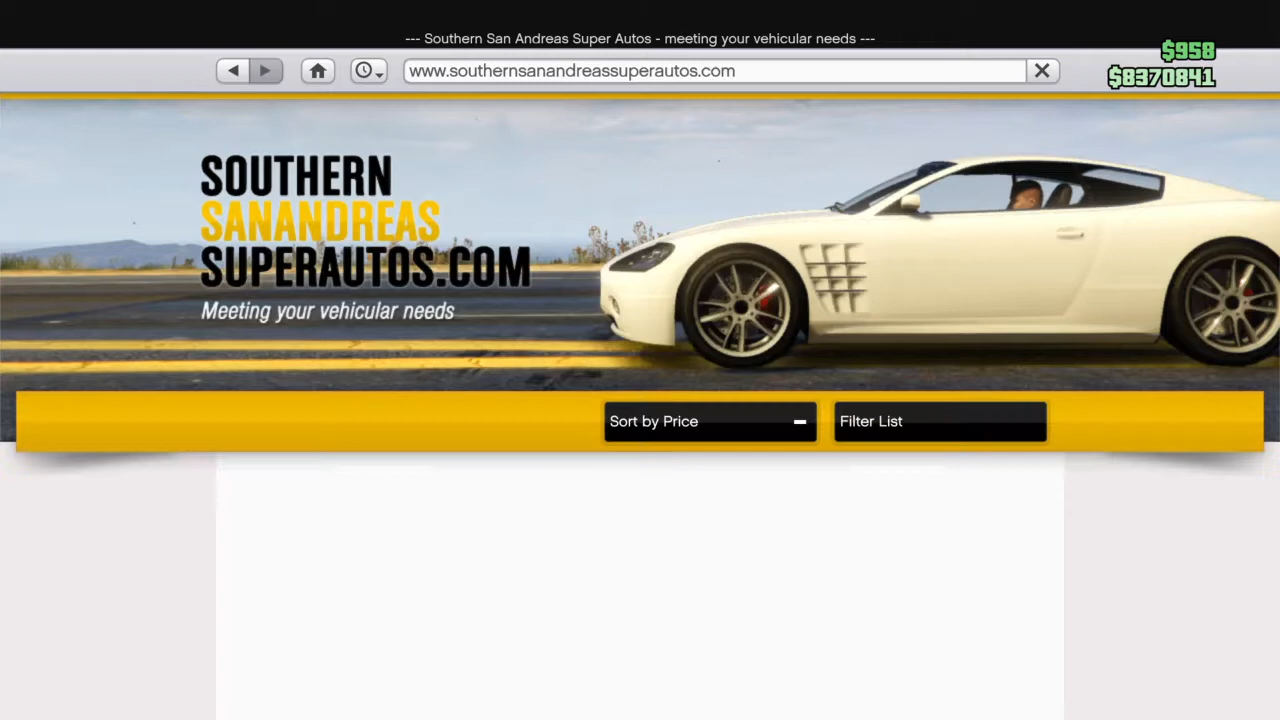 --- Southern San Andreas Super Autos - meeting your vehicular needs ---
$958
$8370841
www.southernsanandreassuperautos.com
SOUTHERN
SANANDREAS
SUPERAUTOS.COM
Meeting your vehicular needs
Sort by Price
Filter List